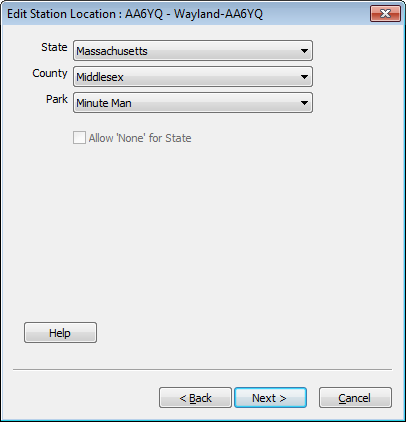 Edit Station Location : AA6YQ - Wayland-AA6YQ
State Massachusetts
County Middlesex
Park Minute Man
Allow 'None' for State
Help
< Back Next > Cancel